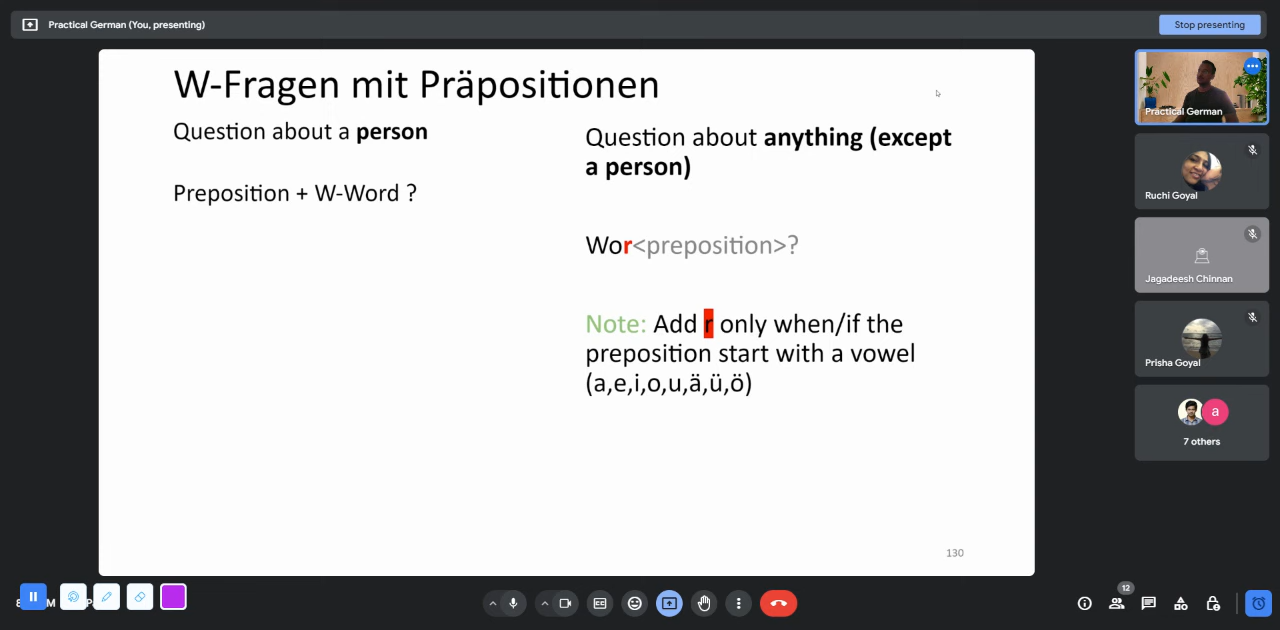 Practical German (You, presenting)
Stop presenting
W-Fragen mit Präpositionen
Question about a person
Preposition + W-Word ?
Question about anything (except
a person)
Wor<preposition>?
Note: Add r only when/if the
preposition start with a vowel
(a,e,i,o,u,ä,ü,ö)
130
Practical German
Ruchi Goyal
Jagadeesh Chinnan
Prisha Goyal
a
7 others
12